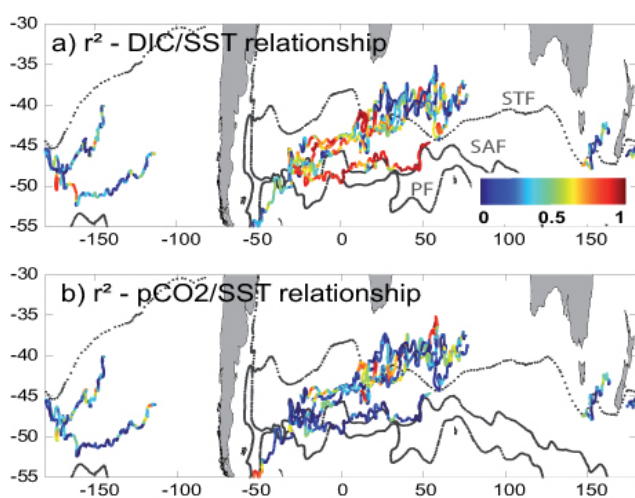 -30
a) r² - DIC/SST relationship
-35
-40
STF
-45
SAF
-50
PF
0 0.5 1
-55
-150 -100 -50 0 50 100 150
-30
b) r² - pCO2/SST relationship
-35
-40
-45
-50
-55
-150 -100 -50 0 50 100 150